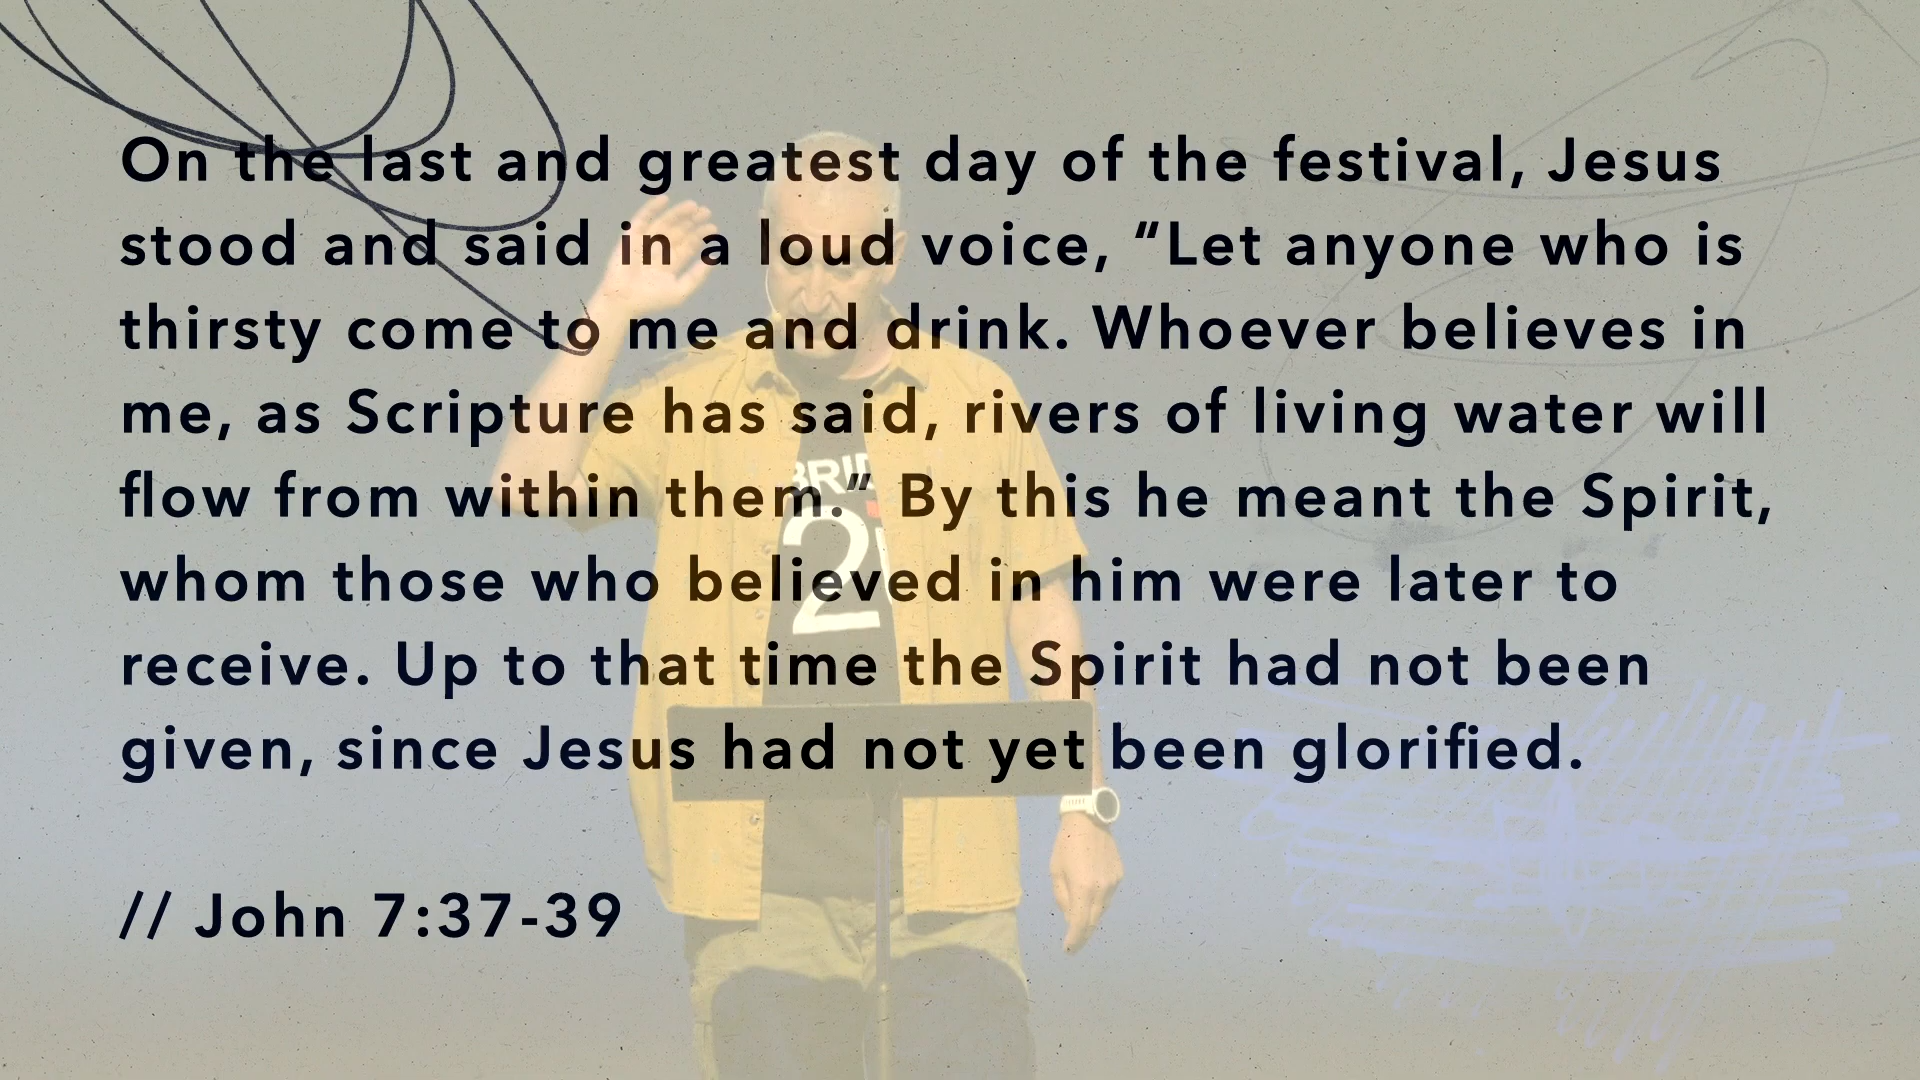 On the last and greatest day of the festival, Jesus
stood and said in a loud voice, “Let anyone who is
thirsty come to me and drink. Whoever believes in
me, as Scripture has said, rivers of living water will
flow from within them.” By this he meant the Spirit,
whom those who believed in him were later to
receive. Up to that time the Spirit had not been
given, since Jesus had not yet been glorified.
// John 7:37-39
2